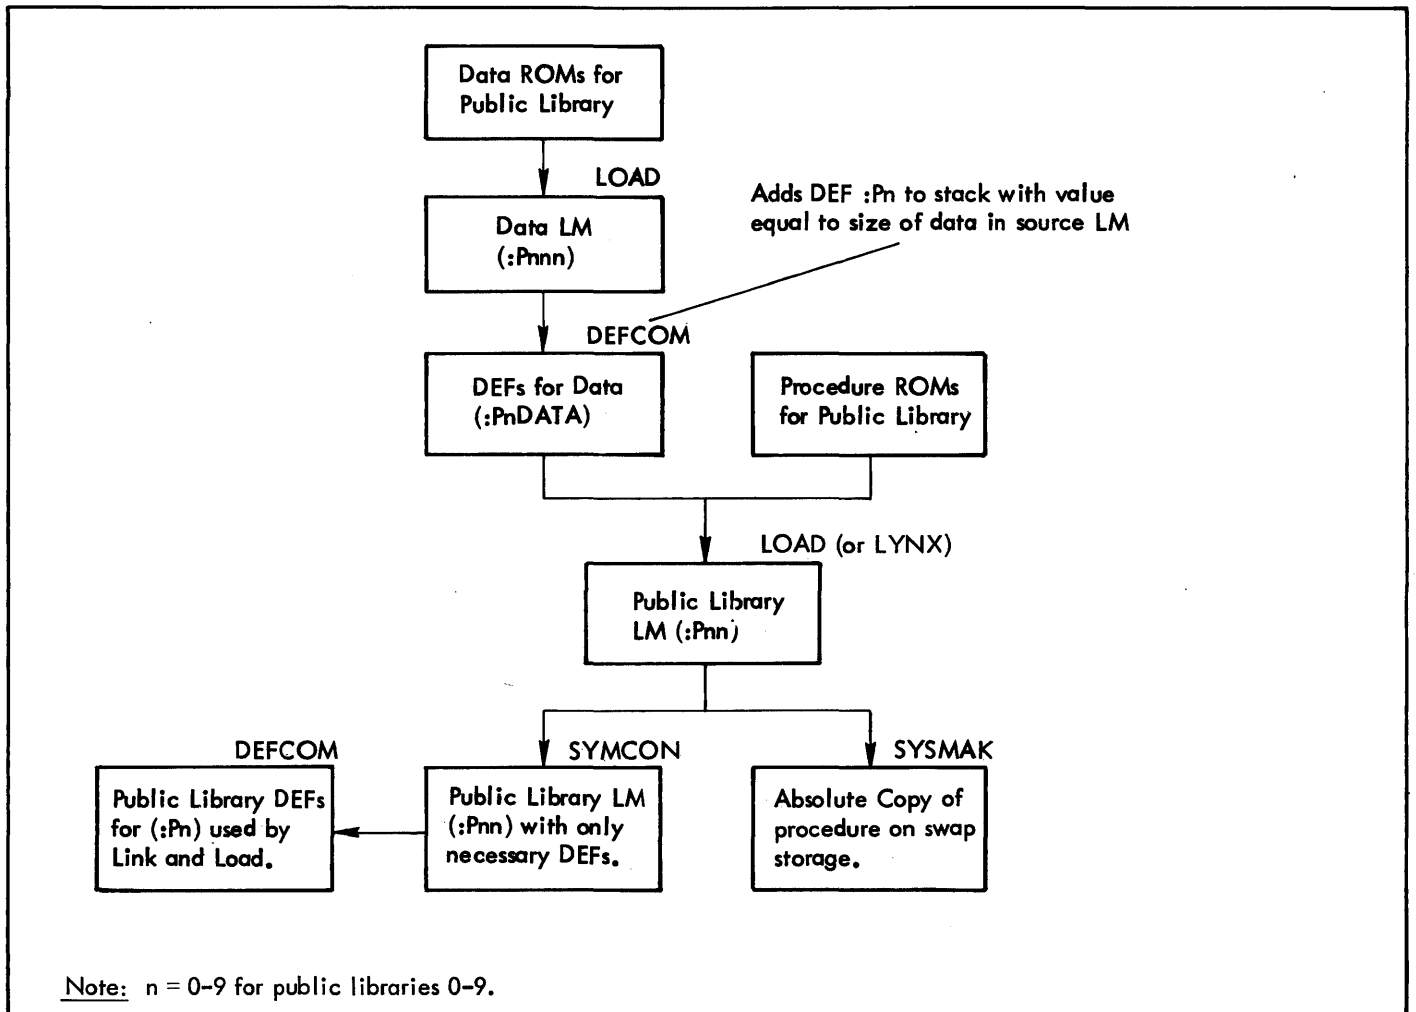 Data ROMs for
Public Library
LOAD
Data LM
(:Pnnn)
Adds DEF :Pn to stack with value
equal to size of data in source LM
DEFCOM
DEFs for Data
(:PnDATA)
Procedure ROMs
for Public Library
LOAD (or LYNX)
Public Library
LM (:Pnn)
DEFCOM
SYMCON
SYSMAK
Public Library DEFs
for (:Pn) used by
Link and Load.
Public Library LM
(:Pnn) with only
necessary DEFs.
Absolute Copy of
procedure on swap
storage.
Note: n = 0-9 for public libraries 0-9.